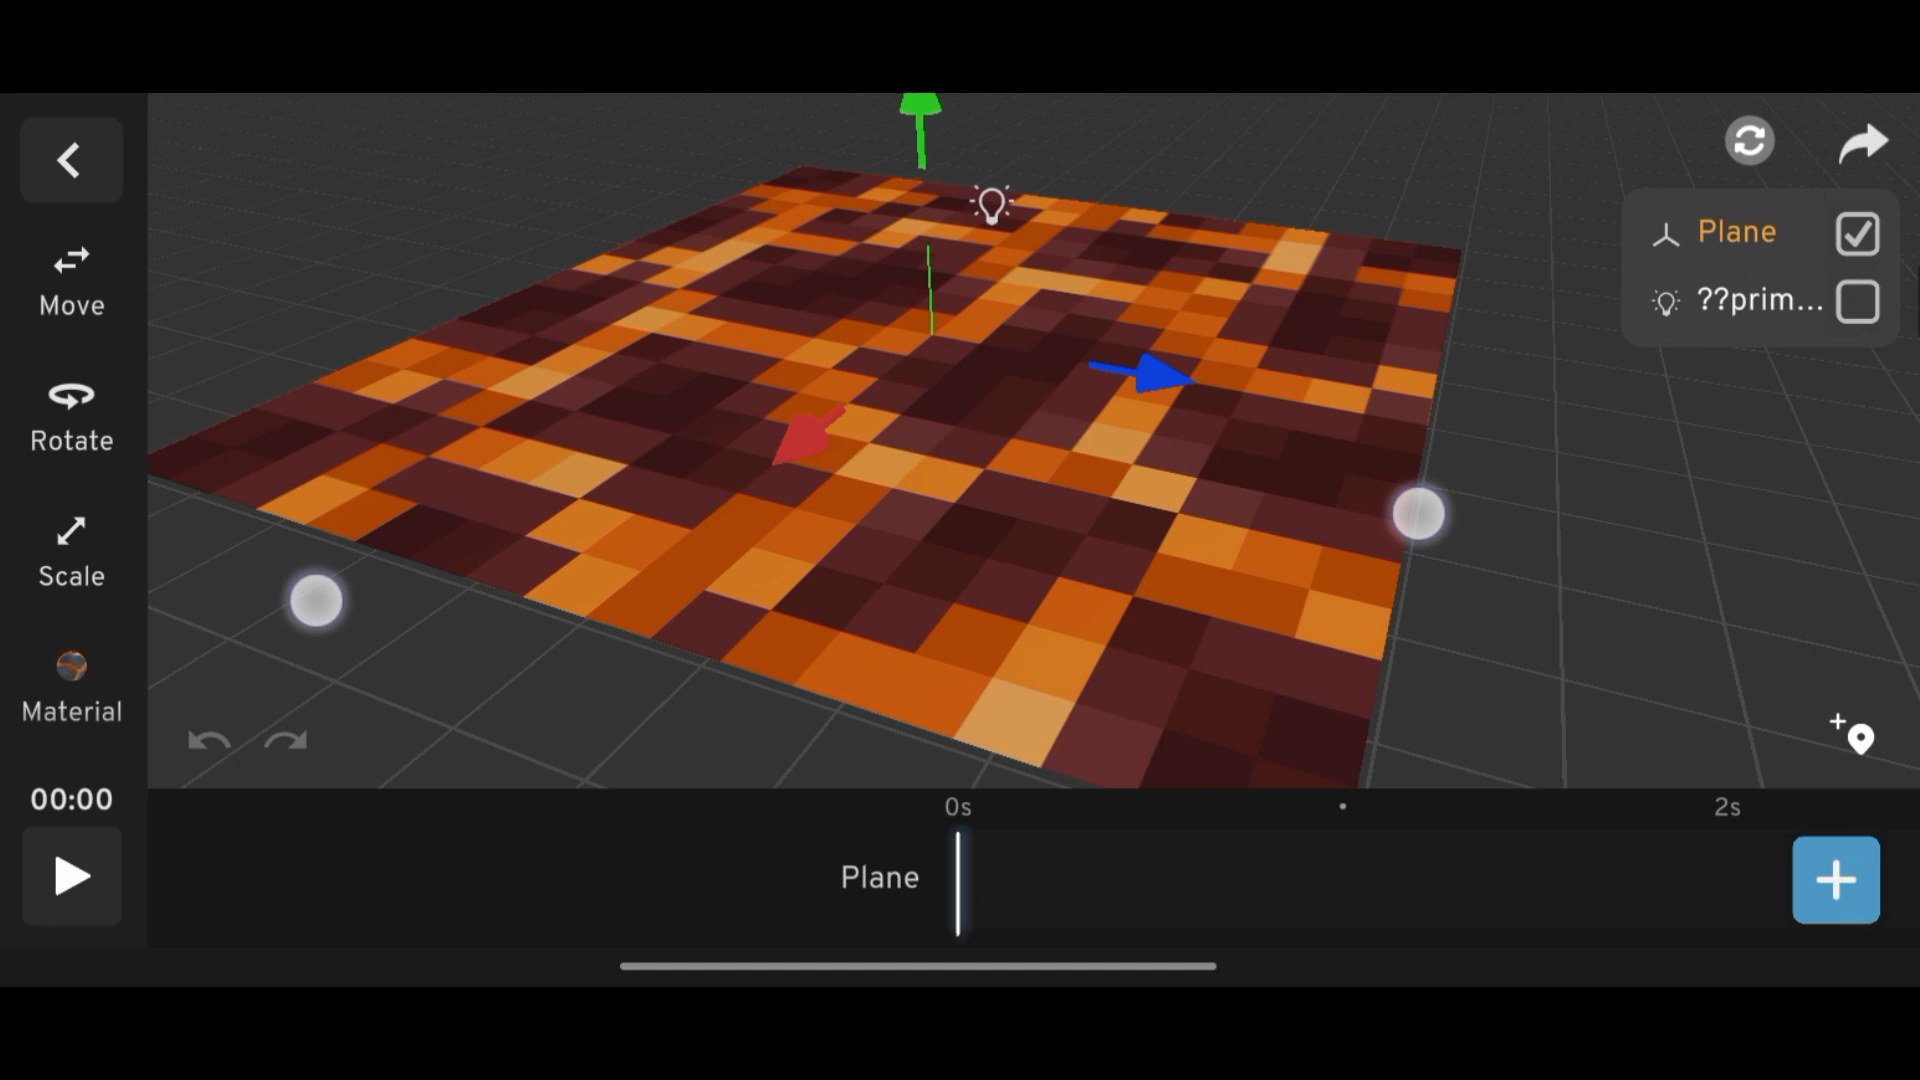 Move
Rotate
Scale
Material
00:00
Plane
??prim...
0s
2s
Plane